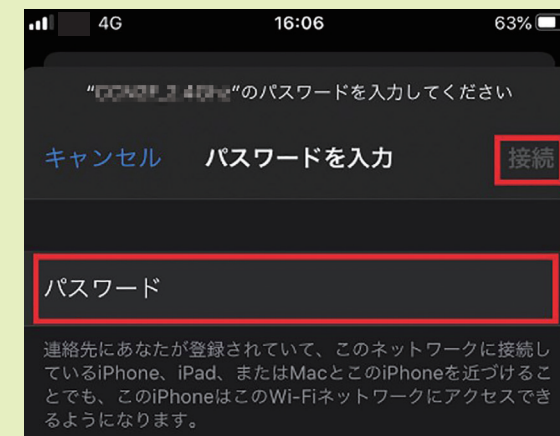 4G 16:06 63%
“ “のパスワードを入力してください
キャンセル パスワードを入力 接続
パスワード
連絡先にあなたが登録されていて、このネットワークに接続し
ているiPhone、iPad、またはMacとこのiPhoneを近づけるこ
とでも、このiPhoneはこのWi-Fiネットワークにアクセスでき
るようになります。